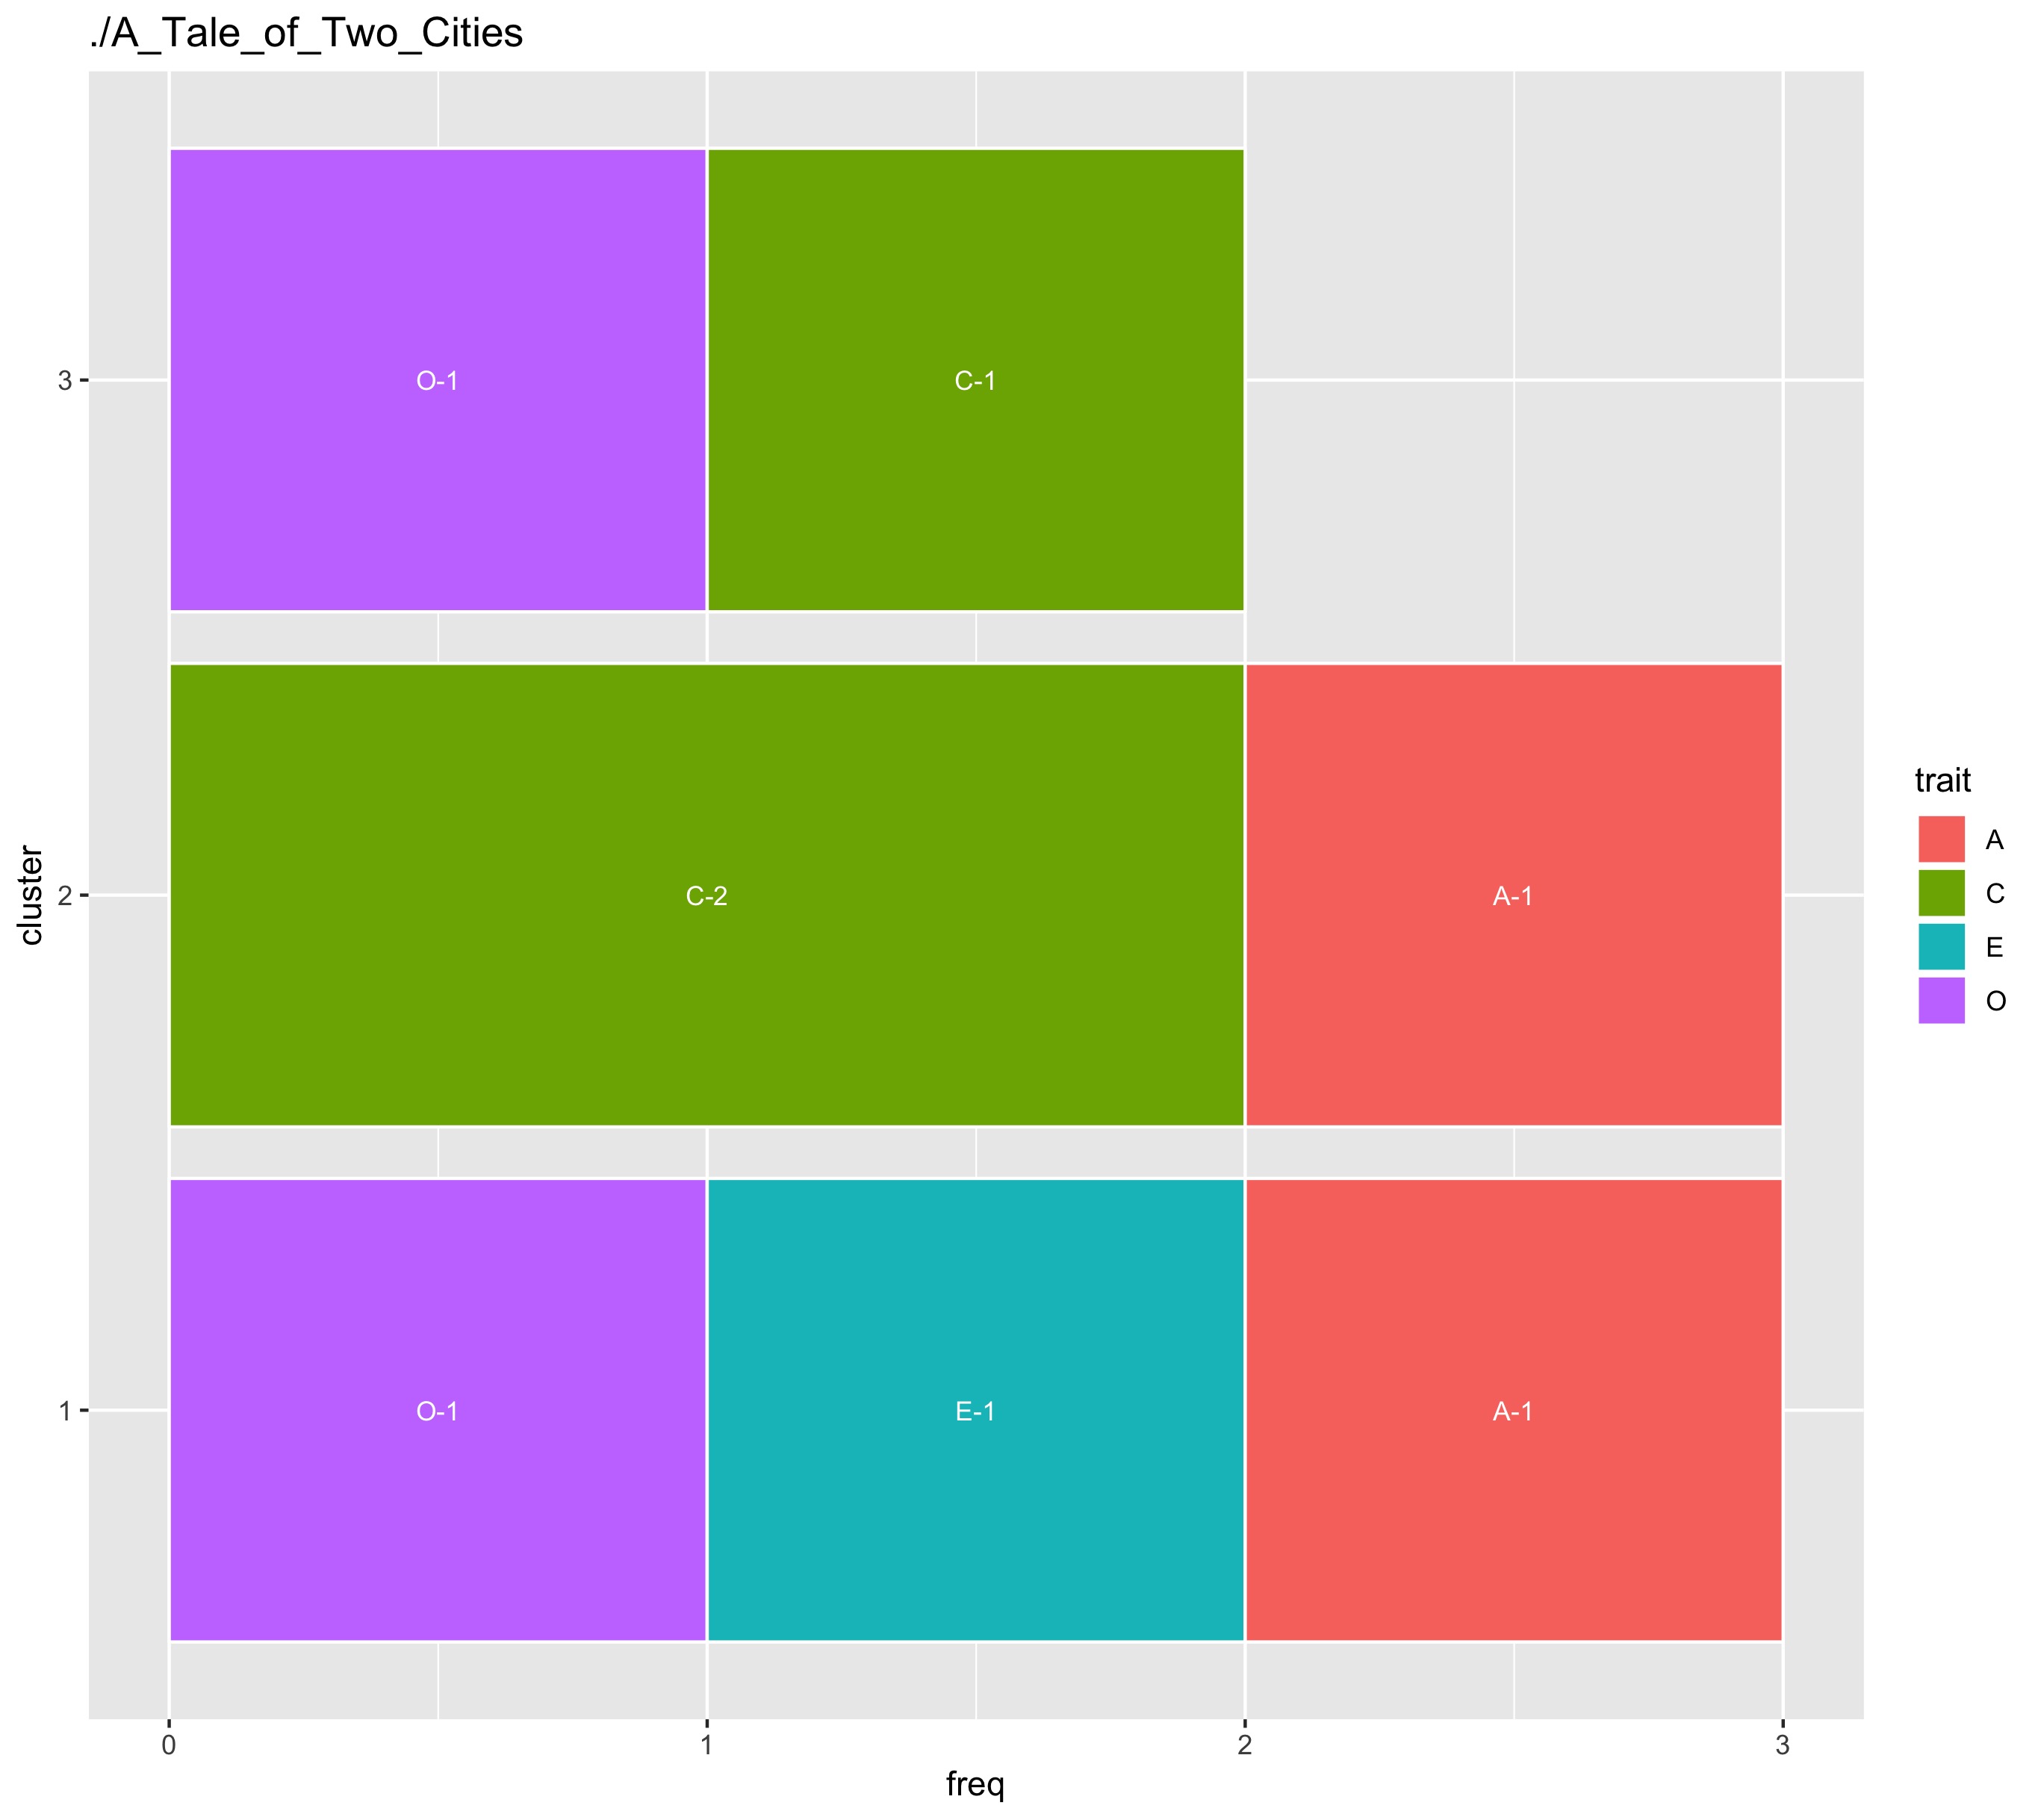 ./A_Tale_of_Two_Cities
3
O-1
C-1
trait
A
C
E
O
cluster
2
C-2
A-1
1
O-1
E-1
A-1
0
1
2
3
freq